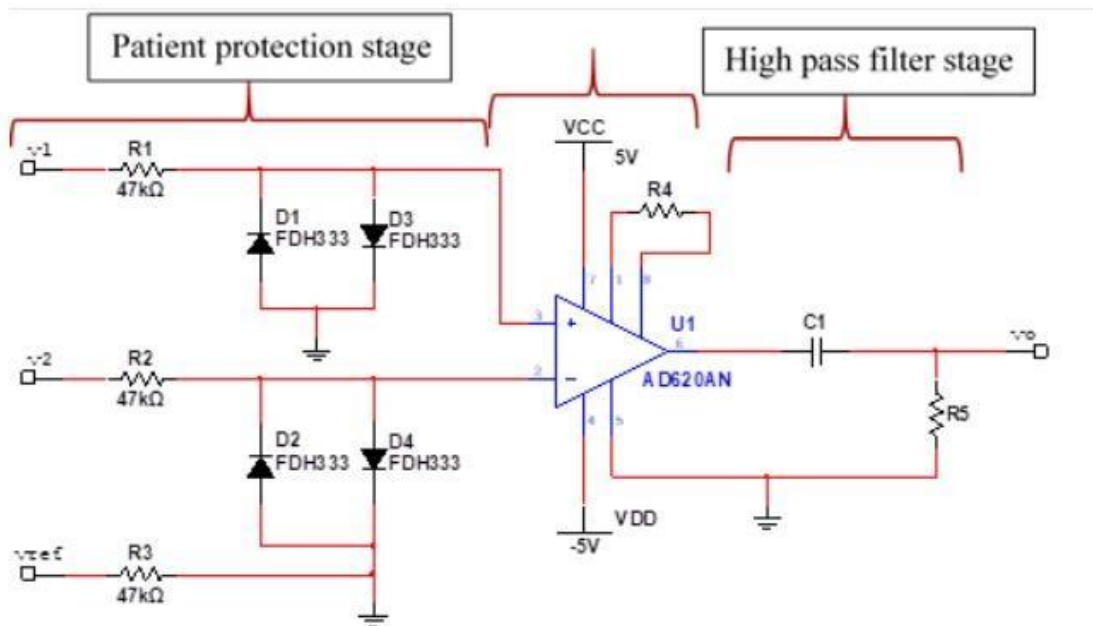 Patient protection stage
High pass filter stage
VCC
5V
v1
R1
47kΩ
R4
D1
FDH333
D3
FDH333
7
1
8
3
+
U1
6
C1
vo
v2
R2
47kΩ
2
−
AD620AN
4
5
R5
D2
FDH333
D4
FDH333
VDD
-5V
vref
R3
47kΩ